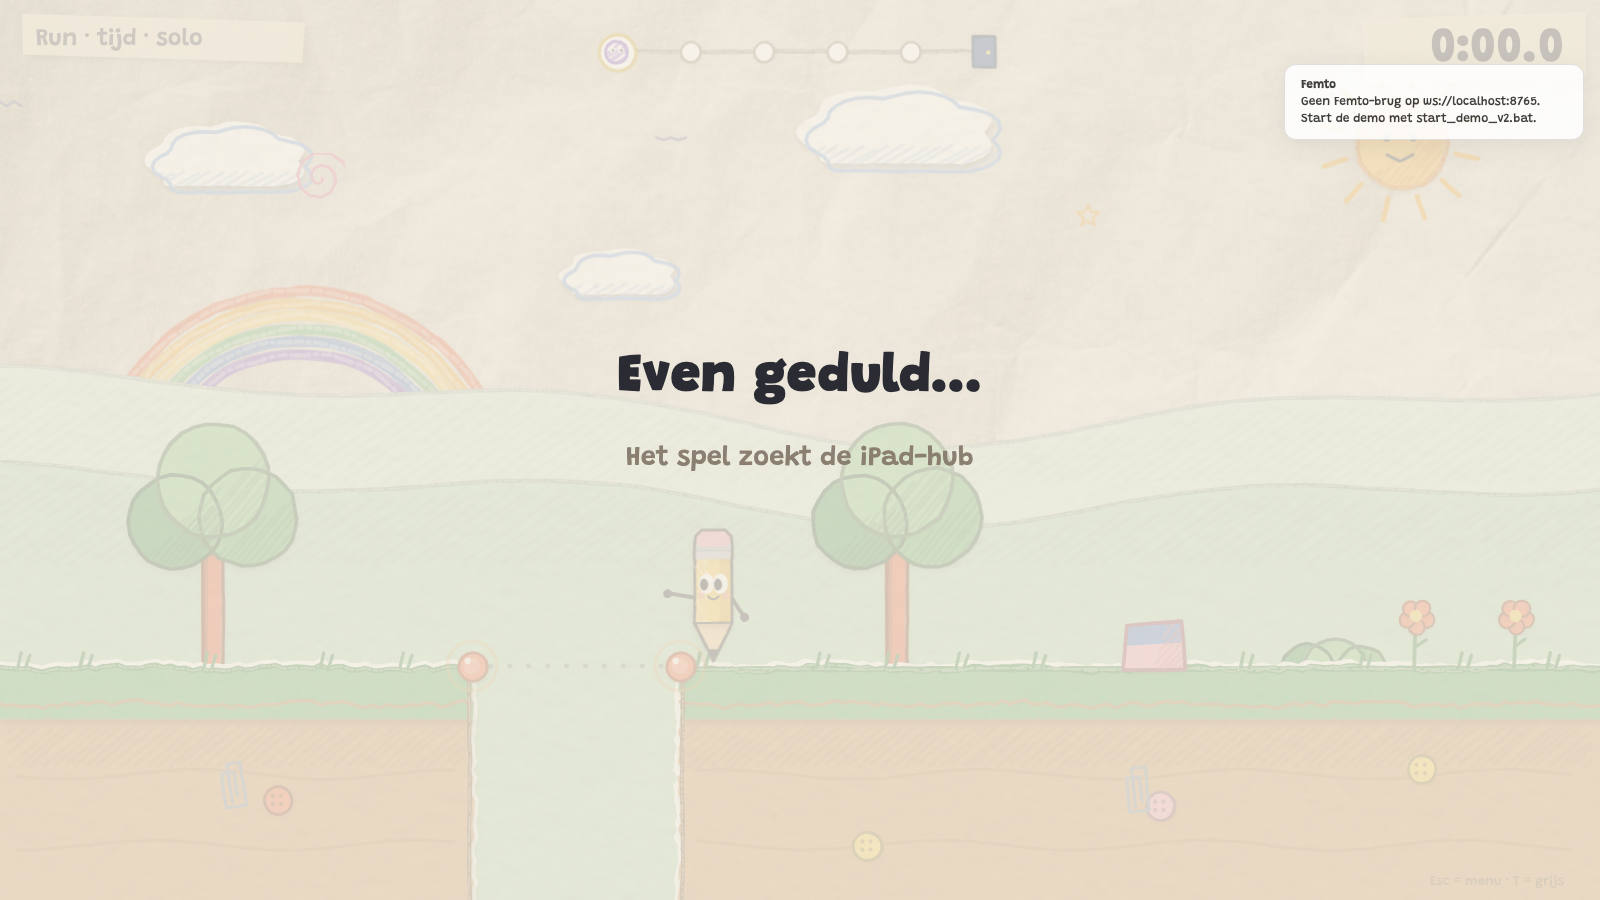 Run · tijd · solo
0:00.0
Femto
Geen Femto-brug op ws://localhost:8765.
Start de demo met start_demo_v2.bat.
Even geduld...
Het spel zoekt de iPad-hub
Esc = menu · T = grijs